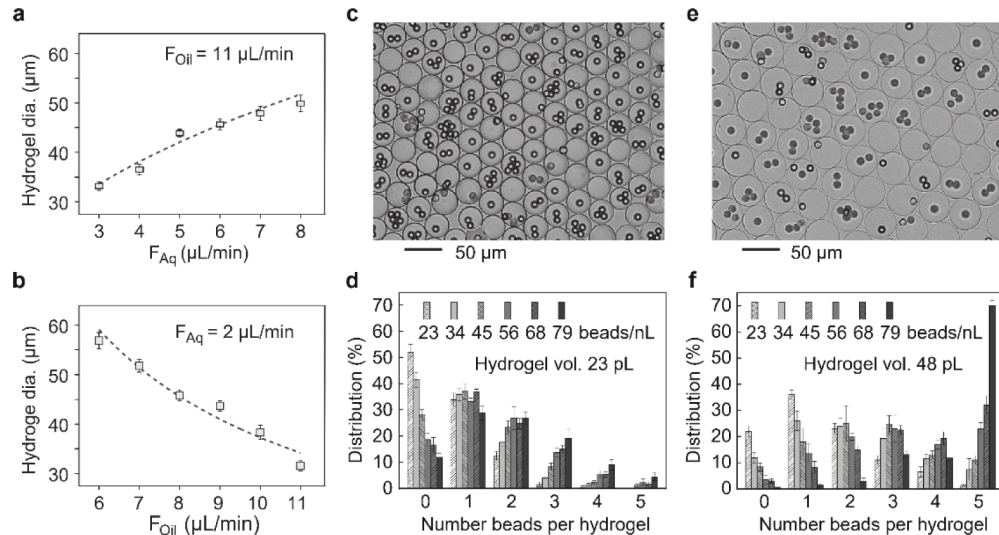 a
F_Oil = 11 µL/min
Hydrogel dia. (µm)
60
50
40
30
3 4 5 6 7 8
F_Aq (µL/min)
b
F_Aq = 2 µL/min
Hydroge dia. (µm)
60
50
40
30
6 7 8 9 10 11
F_Oil (µL/min)
c
50 µm
d
70
60
50
40
30
20
10
0
Distribution (%)
23 34 45 56 68 79 beads/nL
Hydrogel vol. 23 pL
0 1 2 3 4 5
Number beads per hydrogel
e
50 µm
f
70
60
50
40
30
20
10
0
Distribution (%)
23 34 45 56 68 79 beads/nL
Hydrogel vol. 48 pL
0 1 2 3 4 5
Number beads per hydrogel